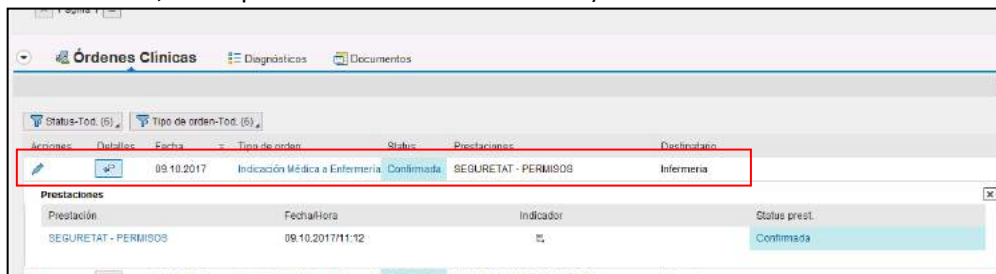 Página 1
Órdenes Clínicas Diagnósticos Documentos
Status-Tod. (6) Tipo de orden-Tod. (6)
Acciones Detalles Fecha Tipo de orden Status Prestaciones Destinatario
09.10.2017 Indicación Médica a Enfermería Confirmada SEGURETAT - PERMISOS Infermeria
Prestaciones
Prestación Fecha/Hora Indicador Status prest.
SEGURETAT - PERMISOS 09.10.2017/11:12 Confirmada